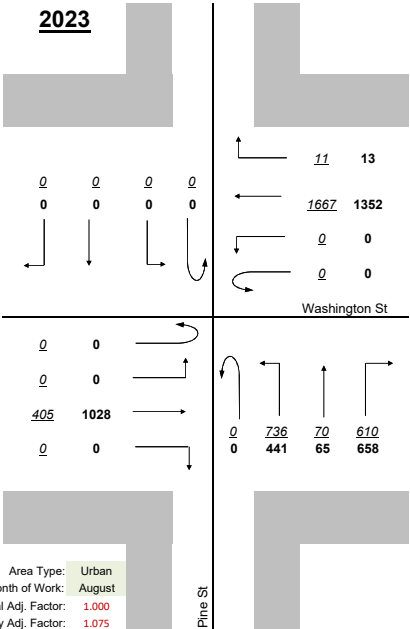 2023
11 13
0 0 0 0
0 0 0 0
1667 1352
0 0
0 0
Washington St
0 0
0 0
405 1028
0 0
0 736 70 610
0 441 65 658
Area Type: Urban
onth of Work: August
al Adj. Factor: 1.000
y Adj. Factor: 1.075
Pine St